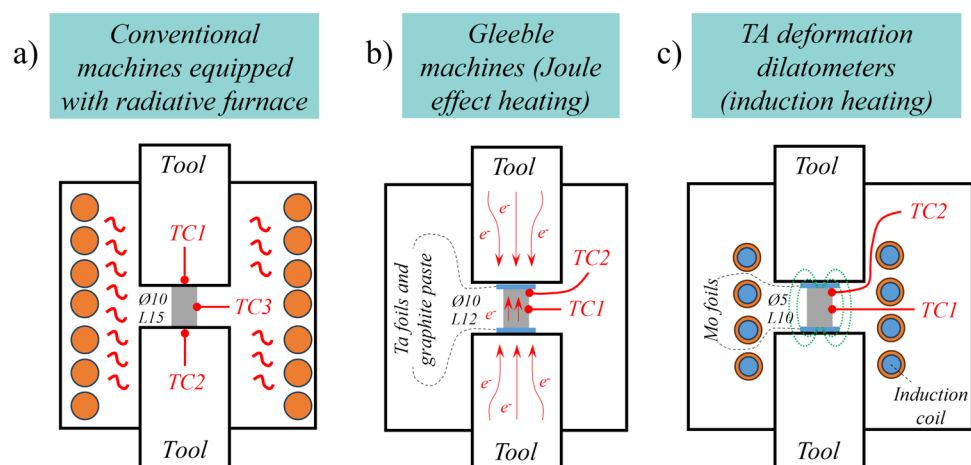 a)
Conventional
machines equipped
with radiative furnace
Tool
TC1
Ø10
L15
TC3
TC2
Tool
b)
Gleeble
machines (Joule
effect heating)
Tool
e-
e-
e-
TC2
Ta foils and
graphite paste
Ø10
L12
e-
TC1
e-
e-
e-
Tool
c)
TA deformation
dilatometers
(induction heating)
Tool
TC2
Mo foils
Ø5
L10
TC1
Induction
coil
Tool